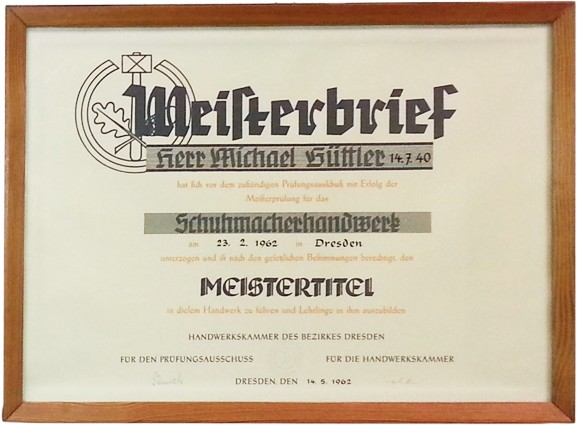 Meiſterbrief
Herr Michael Güttler 14.7.40
hat ſich vor dem zuſtändigen Prüfungsausſchuß mit Erfolg der
Meiſterprüfung für das
Schuhmacherhandwerk
am 23. 2. 1962 in Dresden
unterzogen und iſt nach den geſetzlichen Beſtimmungen berechtigt, den
MEISTERTITEL
in dieſem Handwerk zu führen und Lehrlinge in ihm auszubilden
HANDWERKSKAMMER DES BEZIRKES DRESDEN
FÜR DEN PRÜFUNGSAUSSCHUSS FÜR DIE HANDWERKSKAMMER
DRESDEN, DEN 14. 5. 1962